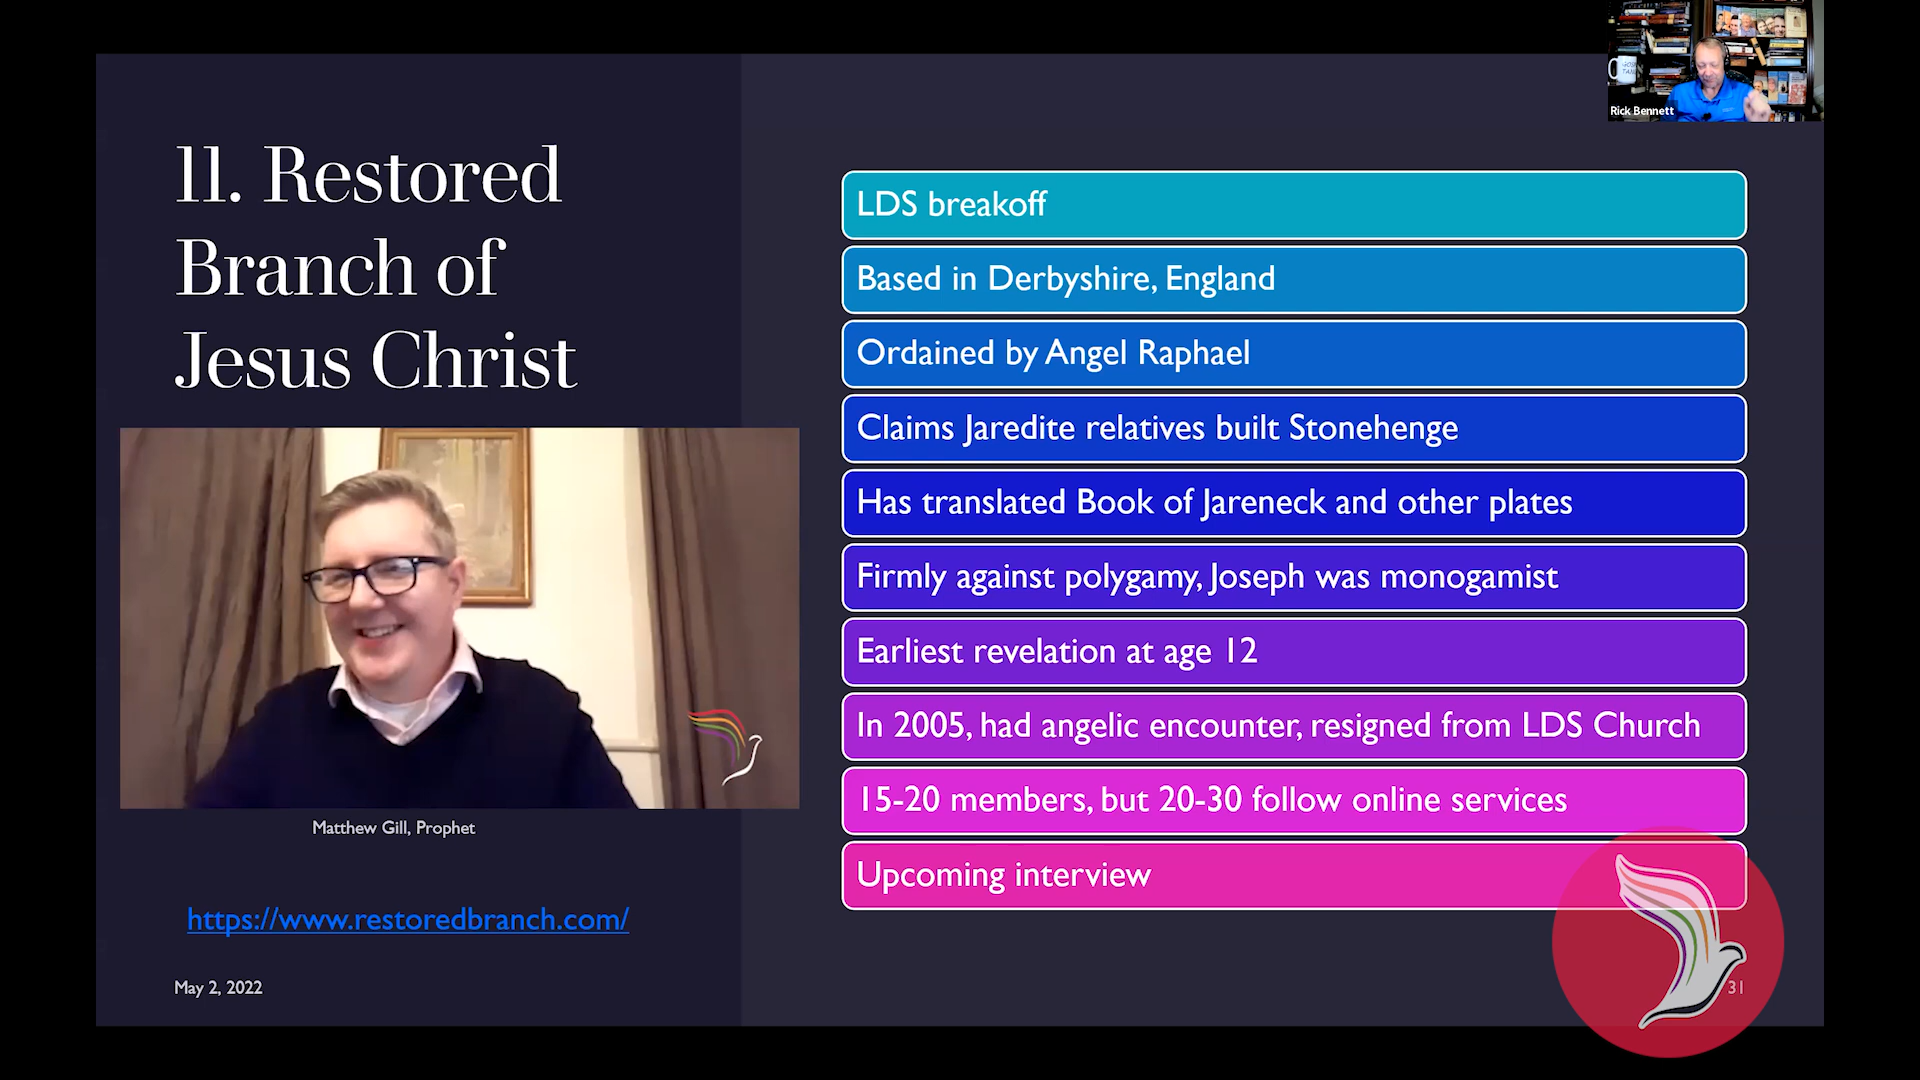 Rick Bennett
11. Restored
Branch of
Jesus Christ
Matthew Gill, Prophet
https://www.restoredbranch.com/
May 2, 2022
LDS breakoff
Based in Derbyshire, England
Ordained by Angel Raphael
Claims Jaredite relatives built Stonehenge
Has translated Book of Jareneck and other plates
Firmly against polygamy, Joseph was monogamist
Earliest revelation at age 12
In 2005, had angelic encounter, resigned from LDS Church
15-20 members, but 20-30 follow online services
Upcoming interview
31